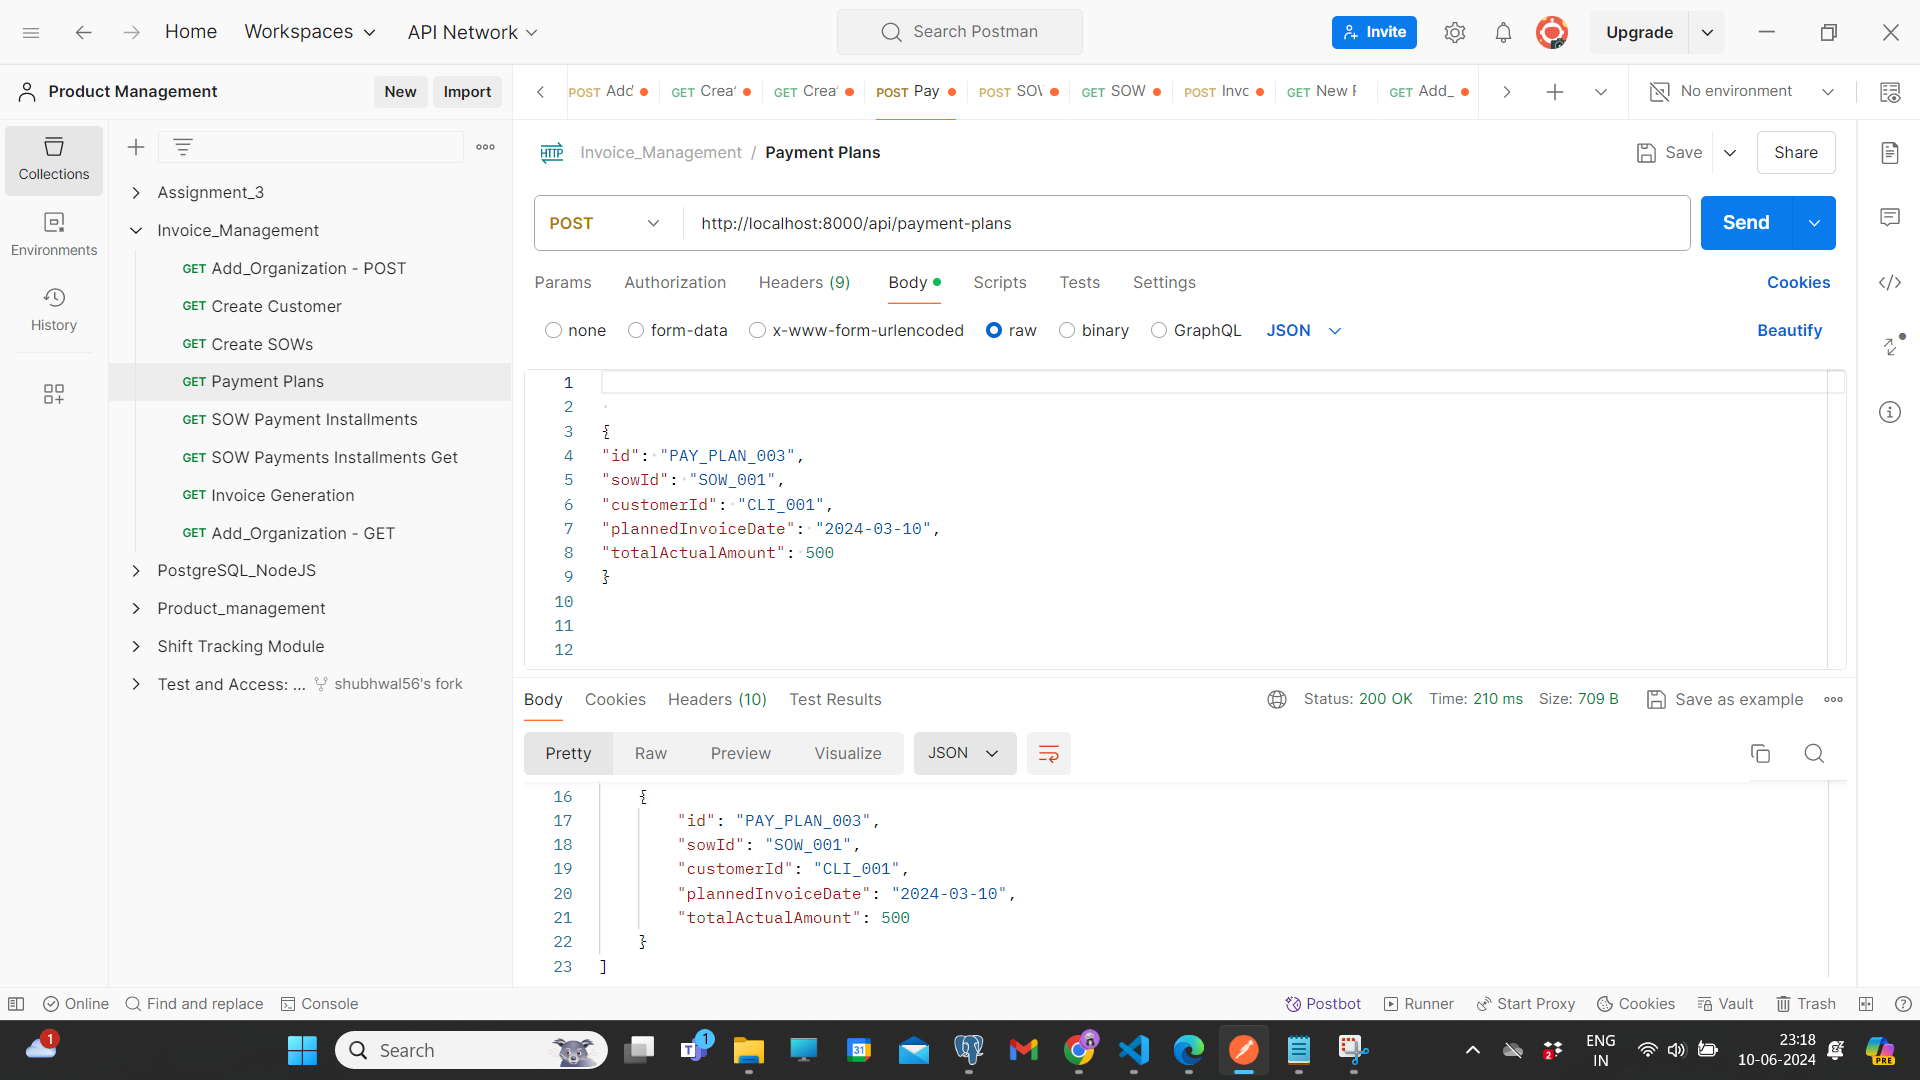 Home
Workspaces
API Network
Search Postman
Invite
Upgrade
Product Management
New
Import
POST Add
GET Crea
GET Crea
POST Pay
POST SOW
GET SOW
POST Invo
GET New
GET Add_
No environment
Collections
Environments
History
Assignment_3
Invoice_Management
GET Add_Organization - POST
GET Create Customer
GET Create SOWs
GET Payment Plans
GET SOW Payment Installments
GET SOW Payments Installments Get
GET Invoice Generation
GET Add_Organization - GET
PostgreSQL_NodeJS
Product_management
Shift Tracking Module
Test and Access: ... shubhwal56's fork
HTTP Invoice_Management / Payment Plans
Save
Share
POST
http://localhost:8000/api/payment-plans
Send
Params
Authorization
Headers (9)
Body
Scripts
Tests
Settings
Cookies
none
form-data
x-www-form-urlencoded
raw
binary
GraphQL
JSON
Beautify
1
2
3 {
4 "id": "PAY_PLAN_003",
5 "sowId": "SOW_001",
6 "customerId": "CLI_001",
7 "plannedInvoiceDate": "2024-03-10",
8 "totalActualAmount": 500
9 }
10
11
12
Body
Cookies
Headers (10)
Test Results
Status: 200 OK
Time: 210 ms
Size: 709 B
Save as example
Pretty
Raw
Preview
Visualize
JSON
16 {
17 "id": "PAY_PLAN_003",
18 "sowId": "SOW_001",
19 "customerId": "CLI_001",
20 "plannedInvoiceDate": "2024-03-10",
21 "totalActualAmount": 500
22 }
23 ]
Online
Find and replace
Console
Postbot
Runner
Start Proxy
Cookies
Vault
Trash
1
Search
1
31
2
ENG
IN
23:18
10-06-2024
PRE